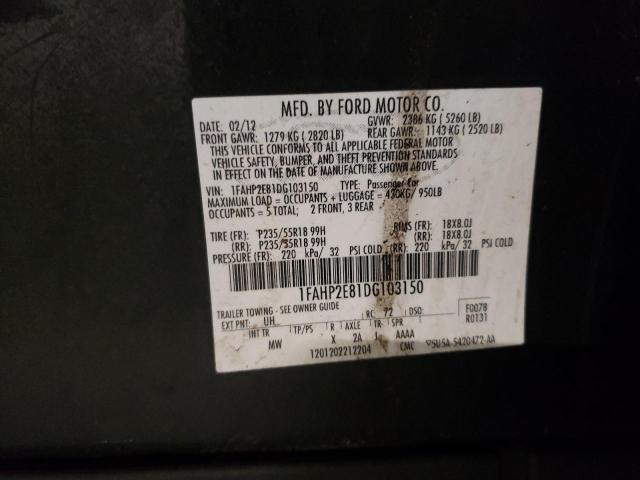 MFD. BY FORD MOTOR CO.
DATE: 02/12 GVWR: 2386 KG ( 5260 LB)
FRONT GAWR: 1279 KG ( 2820 LB) REAR GAWR: 1143 KG ( 2520 LB)
THIS VEHICLE CONFORMS TO ALL APPLICABLE FEDERAL MOTOR
VEHICLE SAFETY, BUMPER, AND THEFT PREVENTION STANDARDS
IN EFFECT ON THE DATE OF MANUFACTURE SHOWN ABOVE.
VIN: 1FAHP2E81DG103150 TYPE: Passenger Car
MAXIMUM LOAD = OCCUPANTS + LUGGAGE = 430KG/ 950LB
OCCUPANTS = 5 TOTAL; 2 FRONT, 3 REAR
TIRE (FR): P235/55R18 99H RIMS (FR): 18X8.0J
(RR): P235/55R18 99H (RR): 18X8.0J
PRESSURE (FR): 220 kPa/ 32 PSI COLD (RR): 220 kPa/ 32 PSI COLD
1FAHP2E81DG103150
TRAILER TOWING - SEE OWNER GUIDE
EXT PNT: UH RC: 72 DSO: F0078
INT TR TP/PS R AXLE TR SPR R0131
MW X 2A J AAAA
1201202212204 CMC 5U5A-5420472-AA